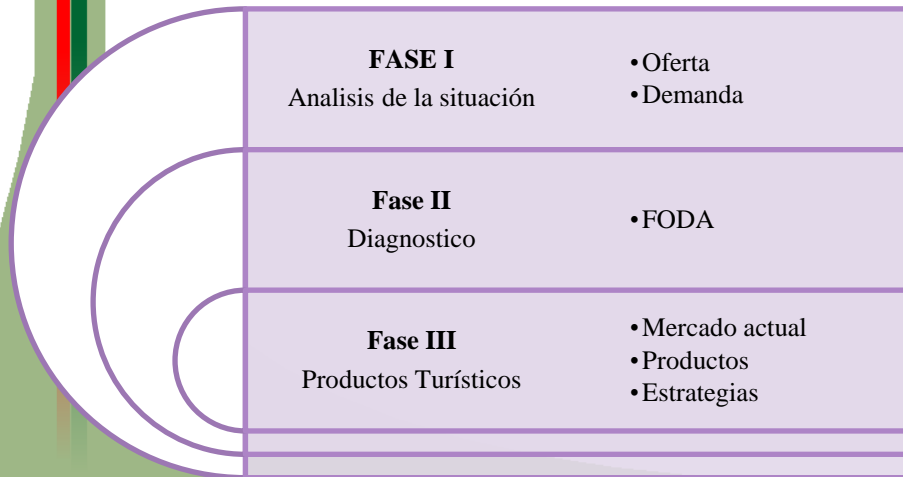 FASE I
Analisis de la situación
•Oferta
•Demanda
Fase II
Diagnostico
•FODA
Fase III
Productos Turísticos
•Mercado actual
•Productos
•Estrategias